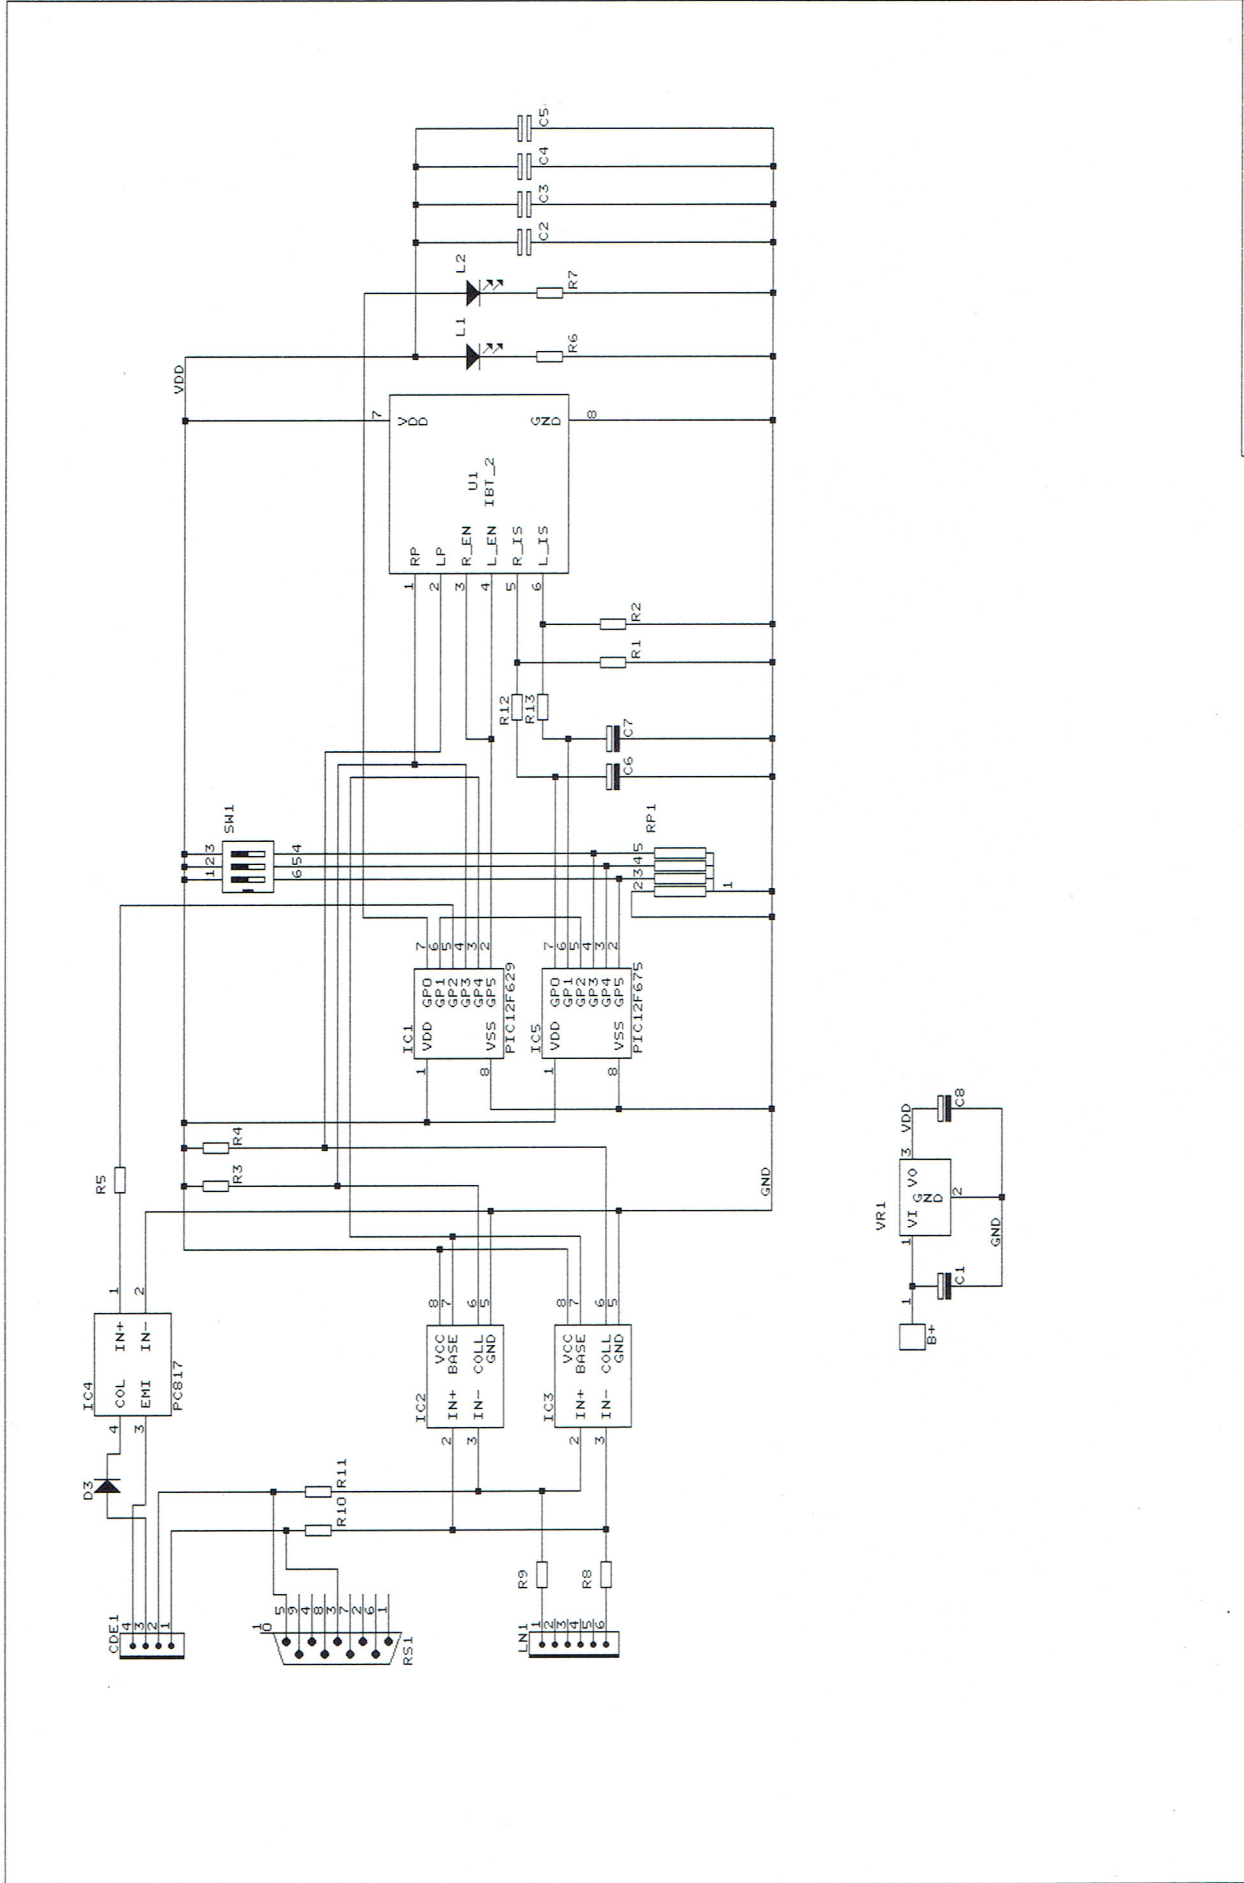 CDE1
4
3
2
1
D3
IC4
4
3
COL
EMI
IN+
IN-
1
2
PC817
R5
RS1
1
0
5
9
4
8
3
7
2
6
1
R11
R10
R3
R4
LN1
1
2
3
4
5
6
R9
R8
IC2
2
3
IN+
IN-
VCC
BASE
COLL
GND
8
7
6
5
IC3
2
3
IN+
IN-
VCC
BASE
COLL
GND
8
7
6
5
GND
IC1
1
8
VDD
VSS
GP0
GP1
GP2
GP3
GP4
GP5
7
6
5
4
3
2
PIC12F629
IC5
1
8
VDD
VSS
GP0
GP1
GP2
GP3
GP4
GP5
7
6
5
4
3
2
PIC12F675
SW1
1
2
3
6
5
4
RP1
2
3
4
5
1
C6
C7
R12
R13
R1
R2
1
2
3
4
5
6
RP
LP
R_EN
L_EN
R_IS
L_IS
U1
IBT_2
VDD
GND
7
8
VDD
L1
L2
R6
R7
C2
C3
C4
C5
B+
1
C1
VR1
1
VI
VO
GND
3
2
VDD
GND
C8